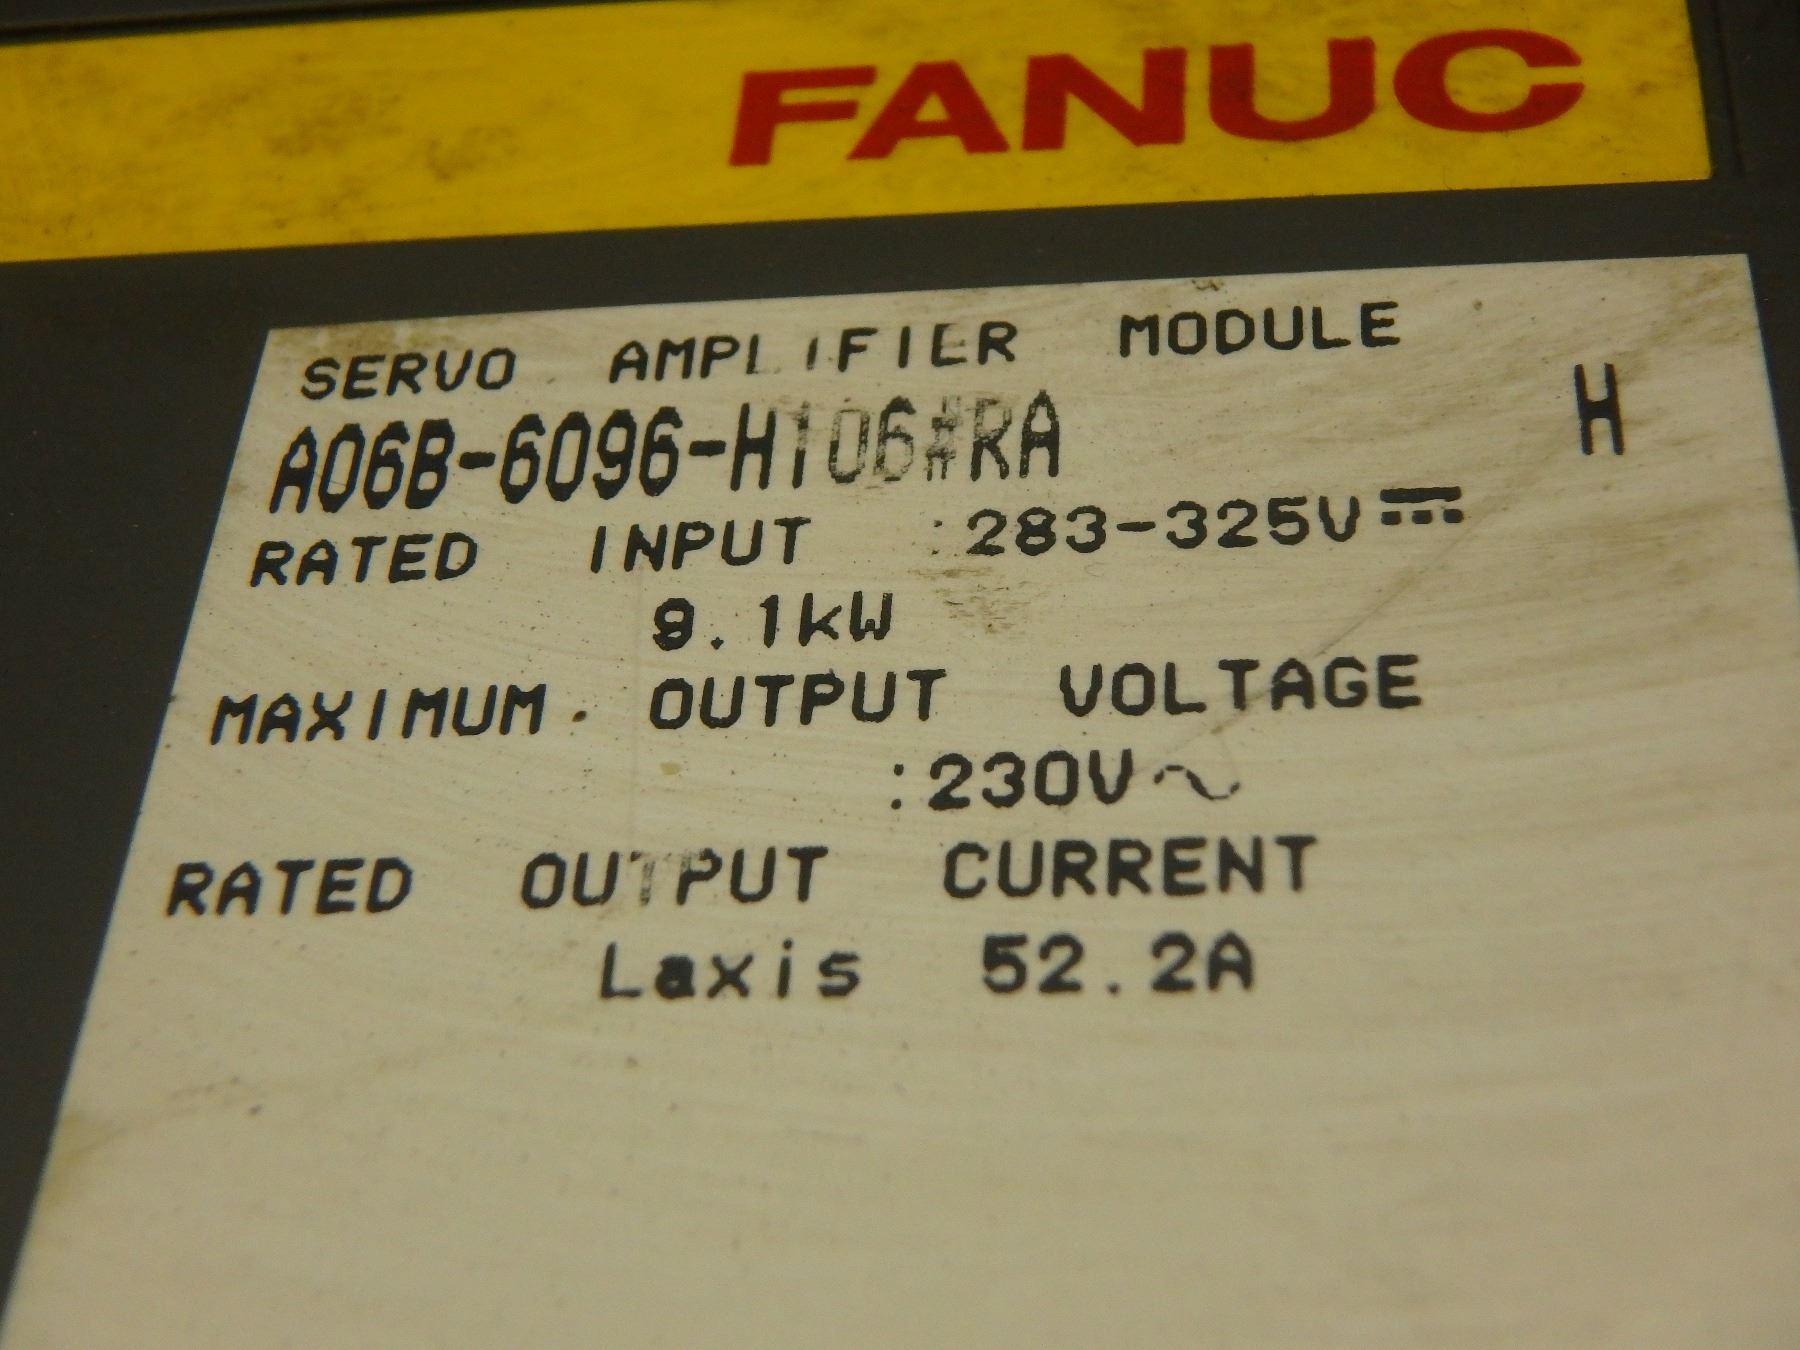 FANUC
SERVO AMPLIFIER MODULE
A06B-6096-H106#RA H
RATED INPUT :283-325V⎓
9.1kW
MAXIMUM OUTPUT VOLTAGE
:230V~
RATED OUTPUT CURRENT
Laxis 52.2A